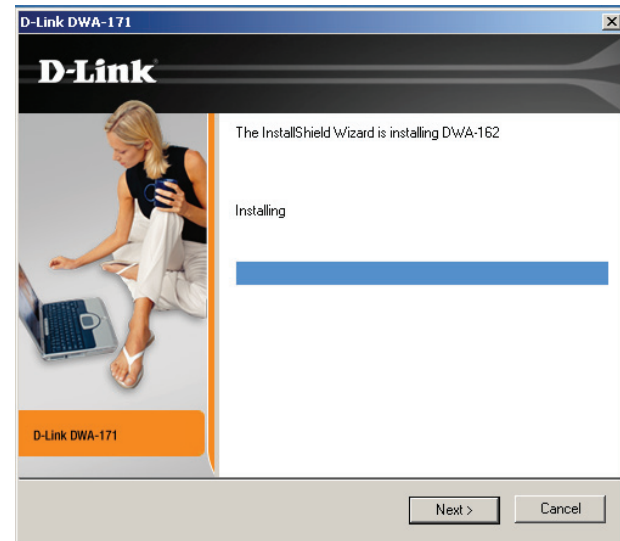 D-Link DWA-171
D-Link
The InstallShield Wizard is installing DWA-162
Installing
D-Link DWA-171
Next >
Cancel